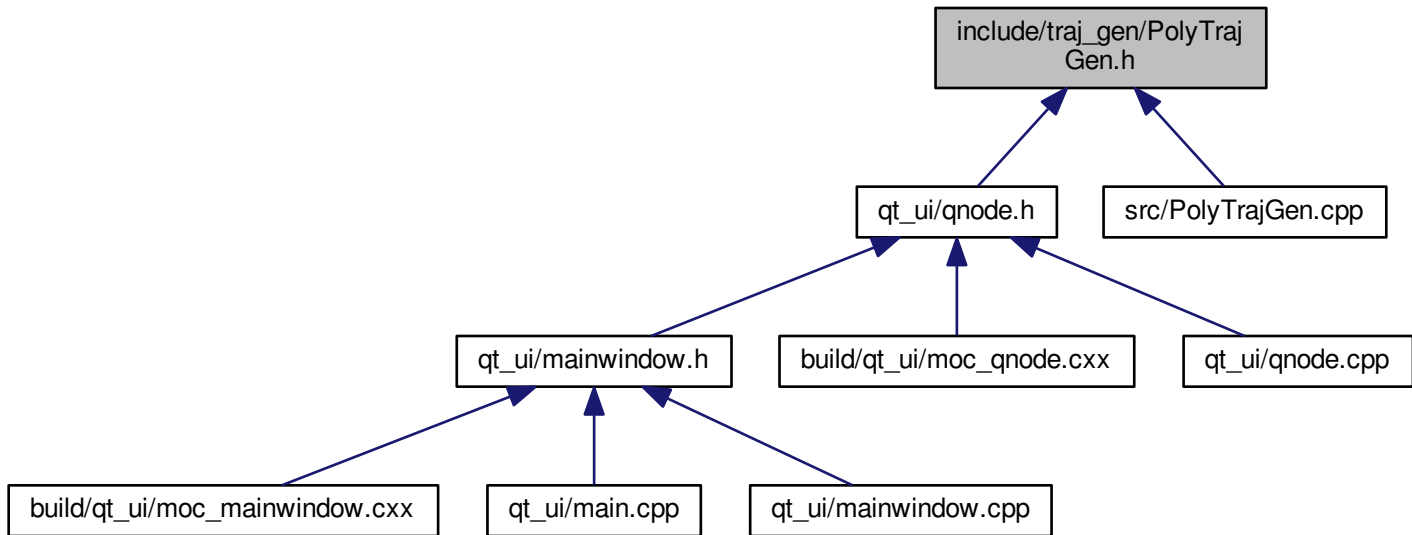 include/traj_gen/PolyTraj
Gen.h
qt_ui/qnode.h
src/PolyTrajGen.cpp
qt_ui/mainwindow.h
build/qt_ui/moc_qnode.cxx
qt_ui/qnode.cpp
build/qt_ui/moc_mainwindow.cxx
qt_ui/main.cpp
qt_ui/mainwindow.cpp